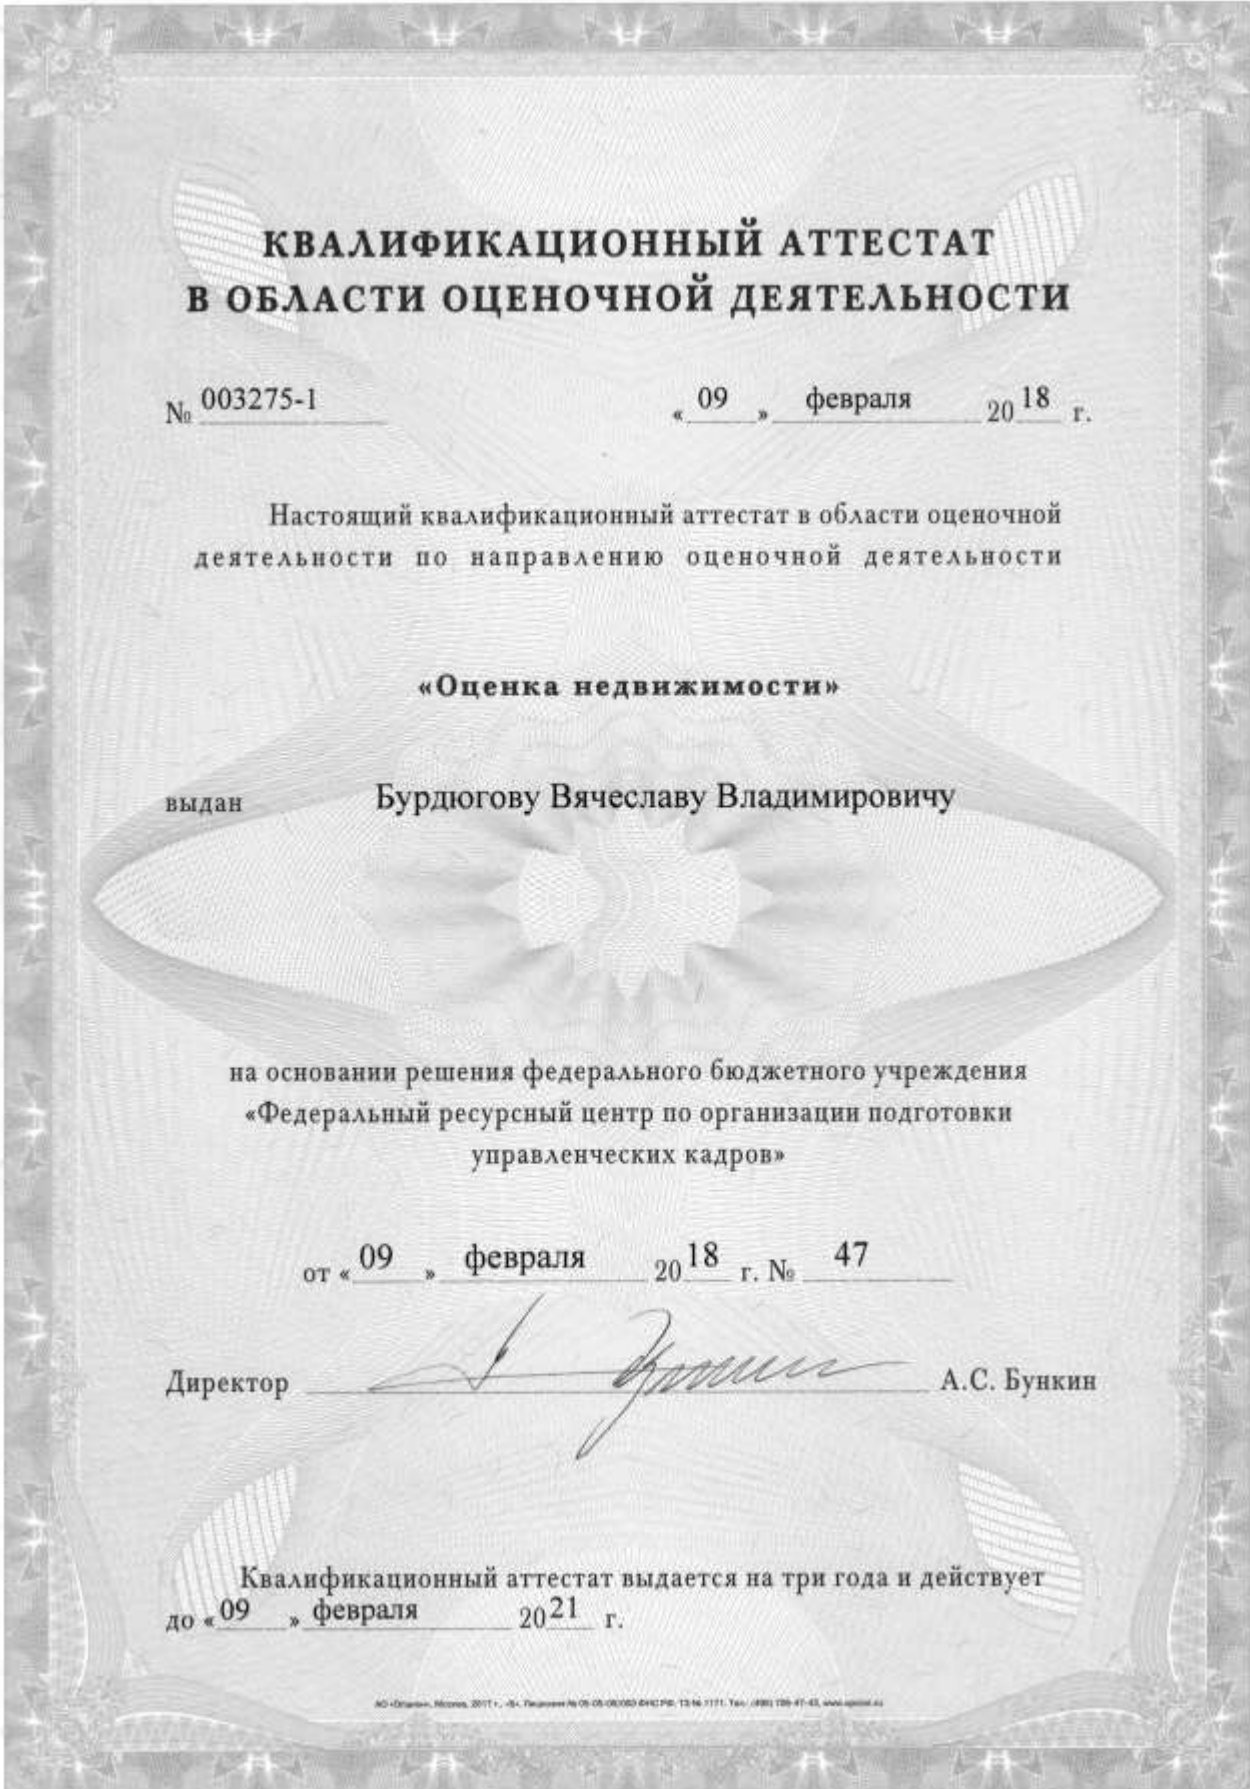 КВАЛИФИКАЦИОННЫЙ АТТЕСТАТ
В ОБЛАСТИ ОЦЕНОЧНОЙ ДЕЯТЕЛЬНОСТИ
№ 003275-1 « 09 » февраля 20 18 г.
Настоящий квалификационный аттестат в области оценочной
деятельности по направлению оценочной деятельности
«Оценка недвижимости»
выдан Бурдюгову Вячеславу Владимировичу
на основании решения федерального бюджетного учреждения
«Федеральный ресурсный центр по организации подготовки
управленческих кадров»
от « 09 » февраля 20 18 г. № 47
Директор А.С. Бункин
Квалификационный аттестат выдается на три года и действует
до « 09 » февраля 20 21 г.
Москва, 2017 г.